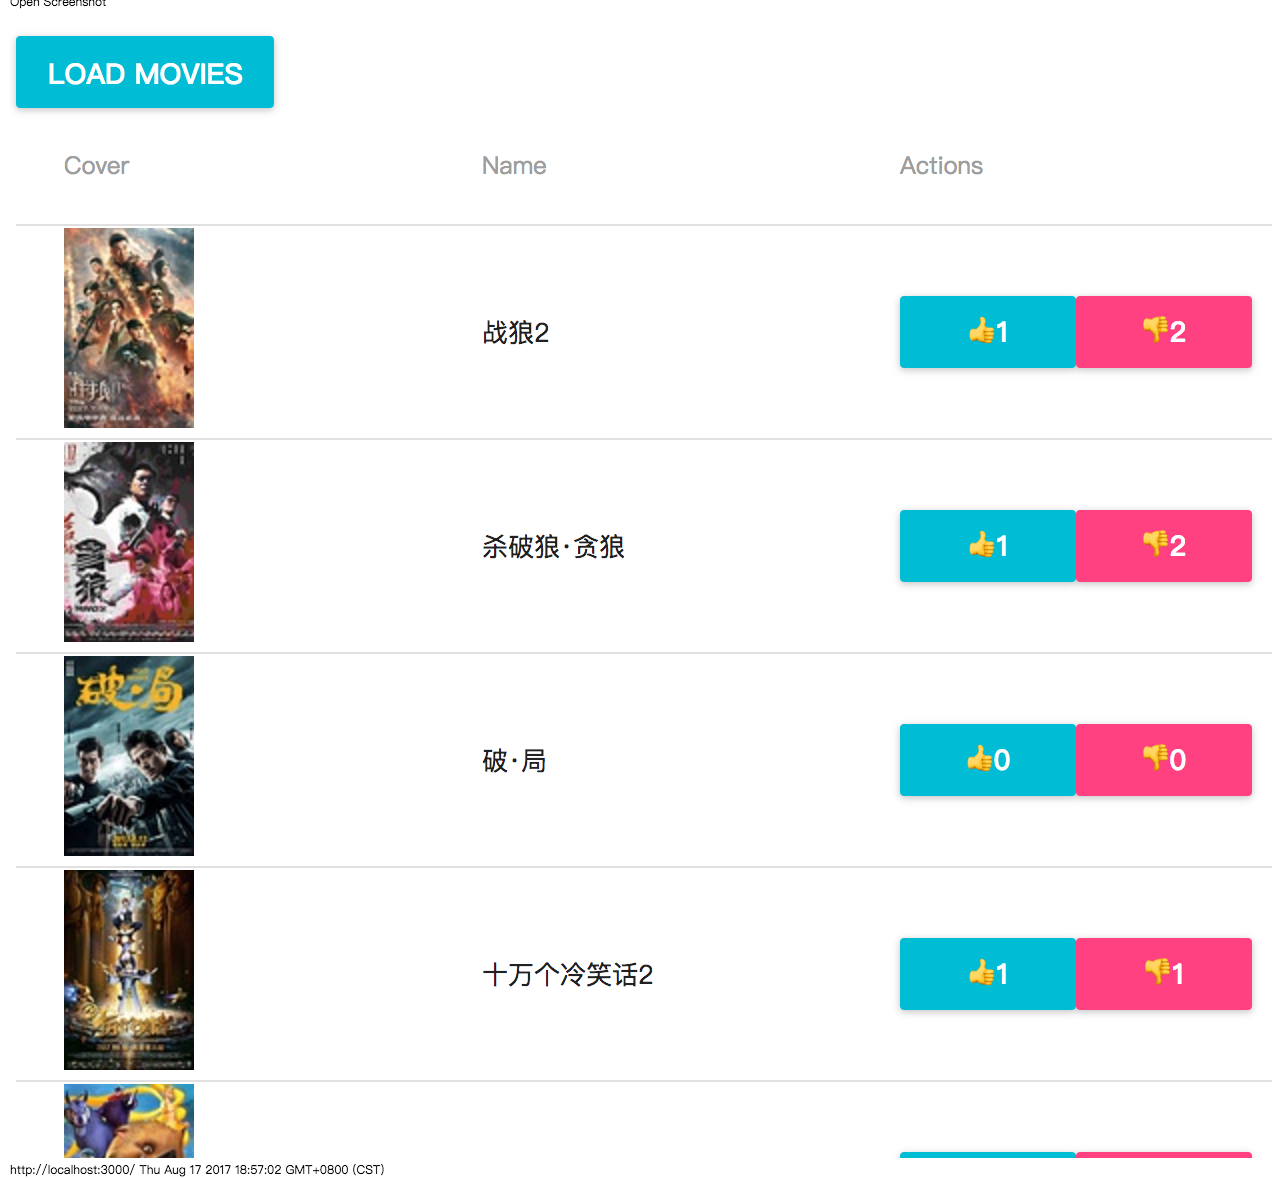 Open Screenshot
LOAD MOVIES
Cover Name Actions
战狼2 👍1 👎2
杀破狼·贪狼 👍1 👎2
破·局
破·局 👍0 👎0
十万个冷笑话2 👍1 👎1
http://localhost:3000/ Thu Aug 17 2017 18:57:02 GMT+0800 (CST)